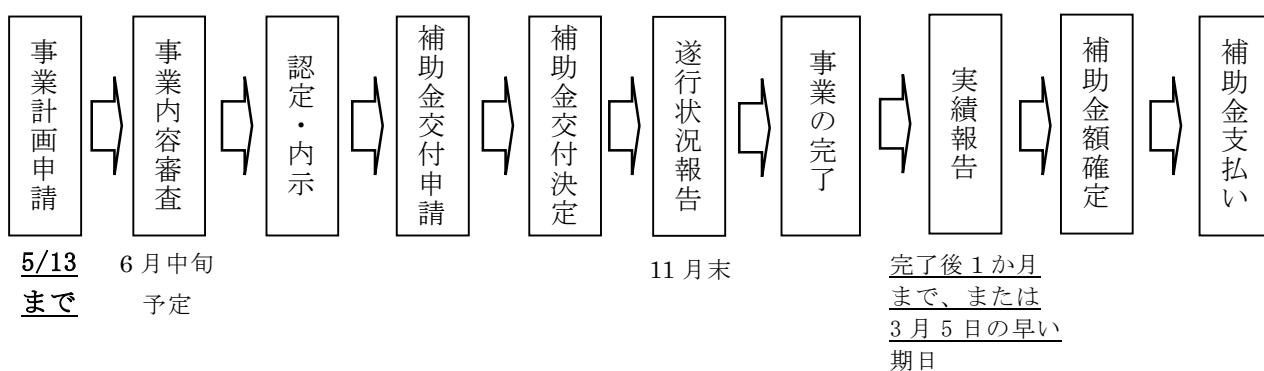 事業計画申請
事業内容審査
認定・内示
補助金交付申請
補助金交付決定
遂行状況報告
事業の完了
実績報告
補助金額確定
補助金支払い
5/13
まで
6月中旬
予定
11月末
完了後1か月
まで、または
3月5日の早い
期日